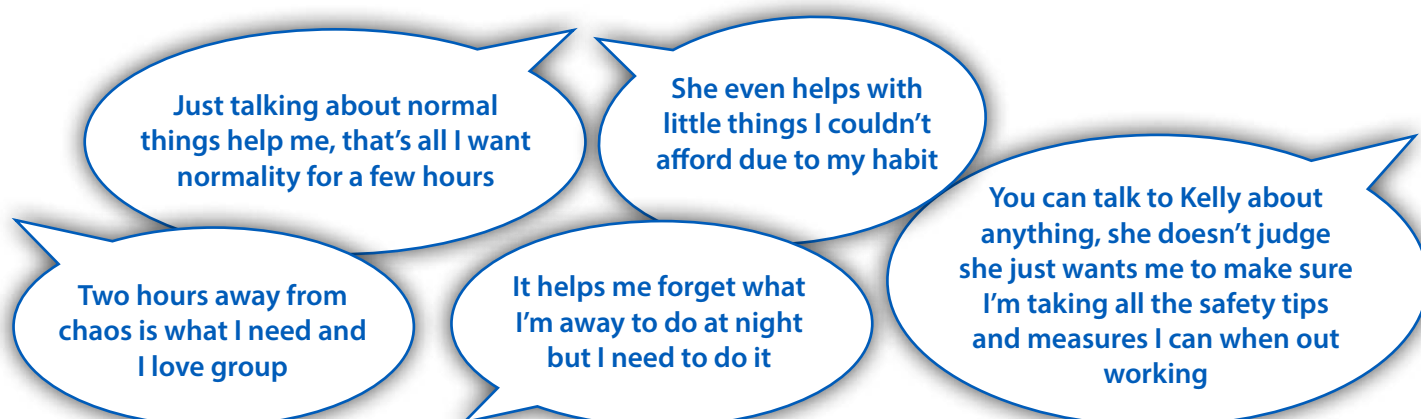 Just talking about normal
things help me, that’s all I want
normality for a few hours
She even helps with
little things I couldn’t
afford due to my habit
You can talk to Kelly about
anything, she doesn’t judge
she just wants me to make sure
I’m taking all the safety tips
and measures I can when out
working
Two hours away from
chaos is what I need and
I love group
It helps me forget what
I’m away to do at night
but I need to do it